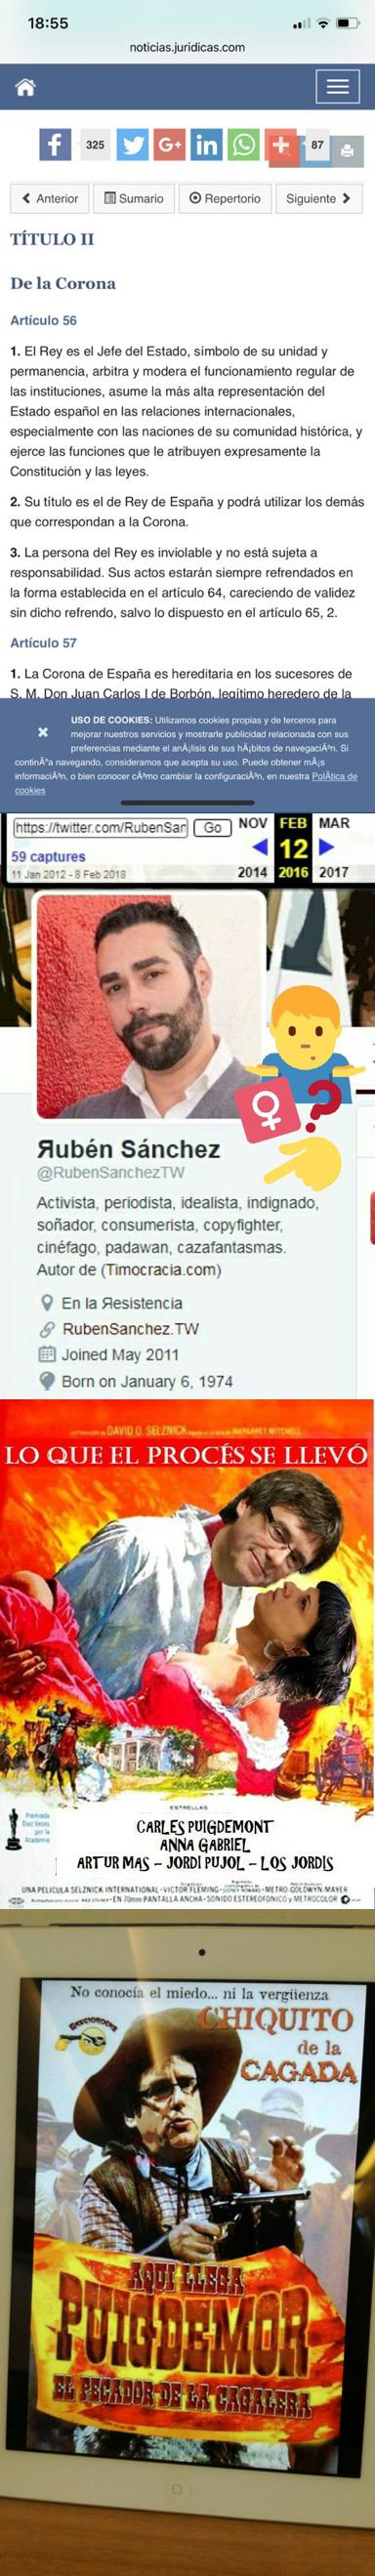 18:55
noticias.juridicas.com
325
G+
in
87
Anterior
Sumario
Repertorio
Siguiente
TÍTULO II
De la Corona
Artículo 56
1. El Rey es el Jefe del Estado, símbolo de su unidad y
permanencia, arbitra y modera el funcionamiento regular de
las instituciones, asume la más alta representación del
Estado español en las relaciones internacionales,
especialmente con las naciones de su comunidad histórica, y
ejerce las funciones que le atribuyen expresamente la
Constitución y las leyes.
2. Su título es el de Rey de España y podrá utilizar los demás
que correspondan a la Corona.
3. La persona del Rey es inviolable y no está sujeta a
responsabilidad. Sus actos estarán siempre refrendados en
la forma establecida en el artículo 64, careciendo de validez
sin dicho refrendo, salvo lo dispuesto en el artículo 65, 2.
Artículo 57
1. La Corona de España es hereditaria en los sucesores de
S. M. Don Juan Carlos I de Borbón, legítimo heredero de la
USO DE COOKIES: Utilizamos cookies propias y de terceros para
mejorar nuestros servicios y mostrarle publicidad relacionada con sus
preferencias mediante el anÃ¡lisis de sus hÃ¡bitos de navegaciÃ³n. Si
continÃºa navegando, consideramos que acepta su uso. Puede obtener mÃ¡s
informaciÃ³n, o bien conocer cÃ³mo cambiar la configuraciÃ³n, en nuestra PolÃ­tica de
cookies
https://twitter.com/RubenSan
Go
NOV FEB MAR
59 captures
12
11 Jan 2012 - 8 Feb 2018
2014 2016 2017
Яubén Sánchez
@RubenSanchezTW
Activista, periodista, idealista, indignado,
soñador, consumerista, copyfighter,
cinéfago, padawan, cazafantasmas.
Autor de (Timocracia.com)
En la Яesistencia
RubenSanchez.TW
Joined May 2011
Born on January 6, 1974
DAVID O. SELZNICK
MARGARET MITCHELL
LO QUE EL PROCÉS SE LLEVÓ
ESTRELLAS
Premiada
Diez Veces
por la
Academia
CARLES PUIGDEMONT
ANNA GABRIEL
ARTUR MAS - JORDI PUJOL - LOS JORDIS
UNA PELICULA SELZNICK INTERNATIONAL · VICTOR FLEMING · SIDNEY HOWARD · METRO-GOLDWYN-MAYER
EN 70mm PANTALLA ANCHA · SONIDO ESTEREOFONICO y METROCOLOR
No conocía el miedo... ni la vergüenza
CHIQUITO
de la
CAGADA
AQUI LLEGA
PUIGDEMOR
EL PECADOR DE LA CAGALERA